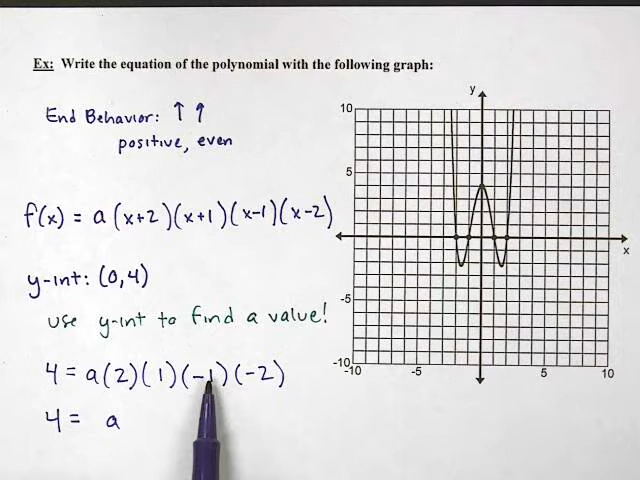 Ex: Write the equation of the polynomial with the following graph:
End Behavior: ↑ ↑
positive, even
f(x) = a(x+2)(x+1)(x-1)(x-2)
y-int: (0,4)
use y-int to find a value!
4 = a(2)(1)(-1)(-2)
4 = a
y
10
5
x
-5
-10
-10 -5 5 10